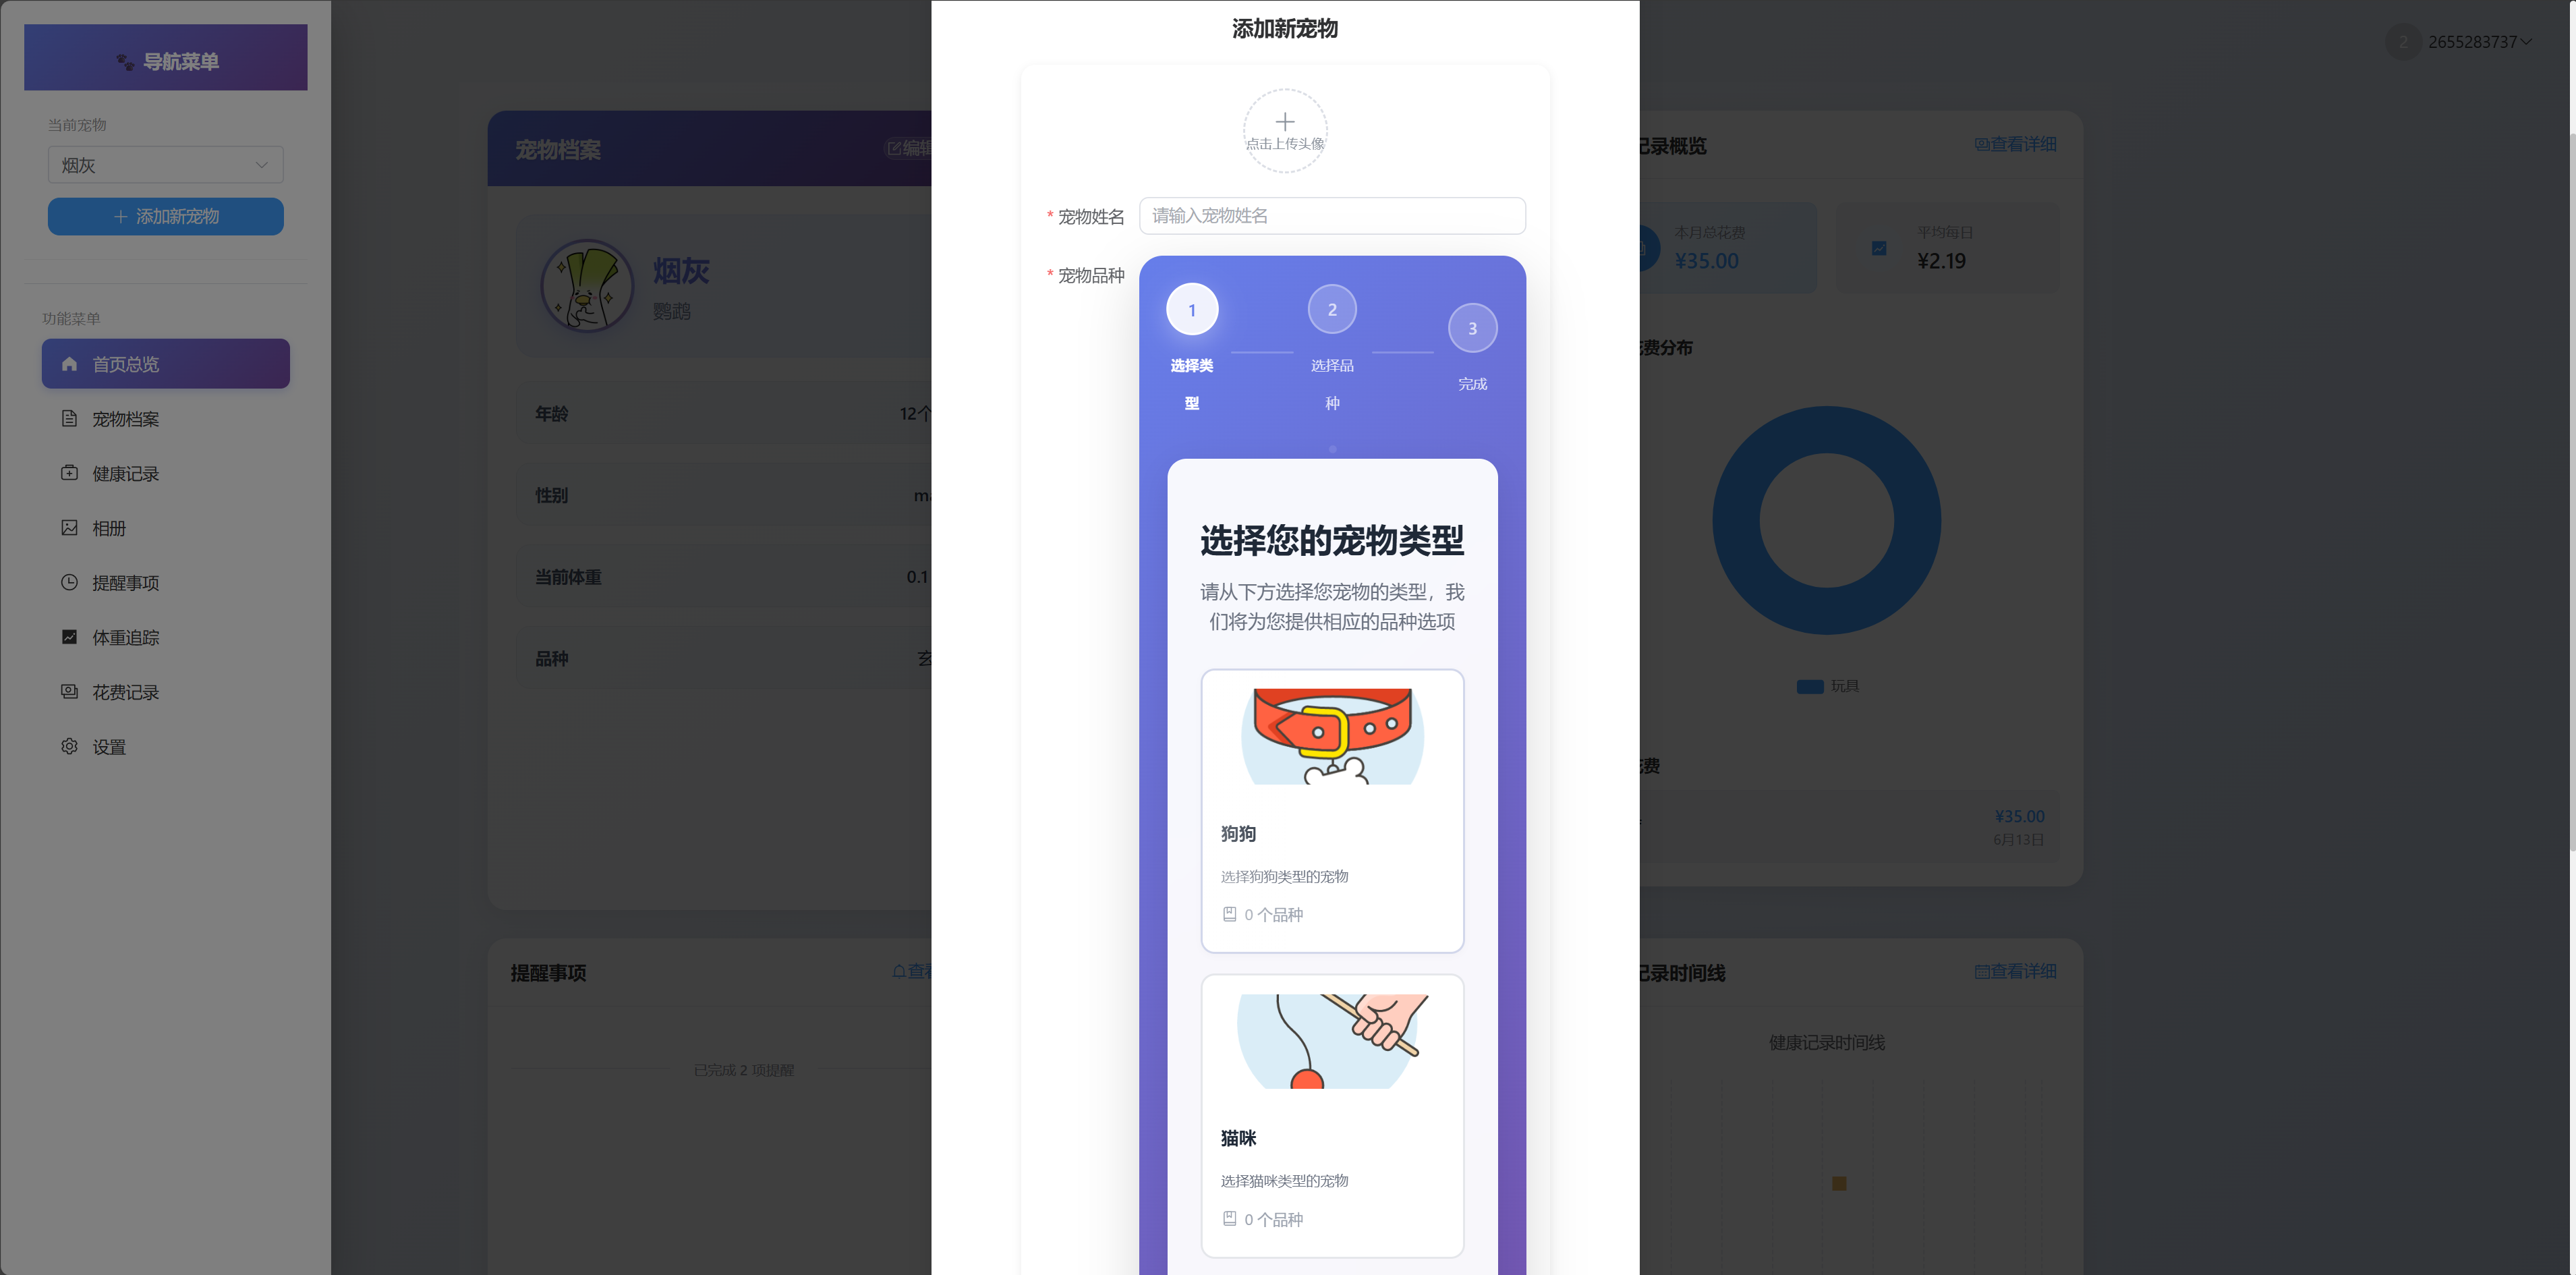 导航菜单
当前宠物
烟灰
添加新宠物
功能菜单
首页总览
宠物档案
健康记录
相册
提醒事项
体重追踪
花费记录
设置
宠物档案
编辑
烟灰
鹦鹉
年龄
12个
性别
当前体重
0.1
品种
提醒事项
已完成 2 项提醒
添加新宠物
点击上传头像
* 宠物姓名
请输入宠物姓名
* 宠物品种
1
2
3
选择类
型
选择品
种
完成
选择您的宠物类型
请从下方选择您宠物的类型，我
们将为您提供相应的品种选项
狗狗
选择狗狗类型的宠物
0 个品种
猫咪
选择猫咪类型的宠物
0 个品种
2
2655283737
记录概览
查看详细
本月总花费
¥35.00
平均每日
¥2.19
费分布
玩具
花费
¥35.00
6月13日
记录时间线
查看详细
健康记录时间线